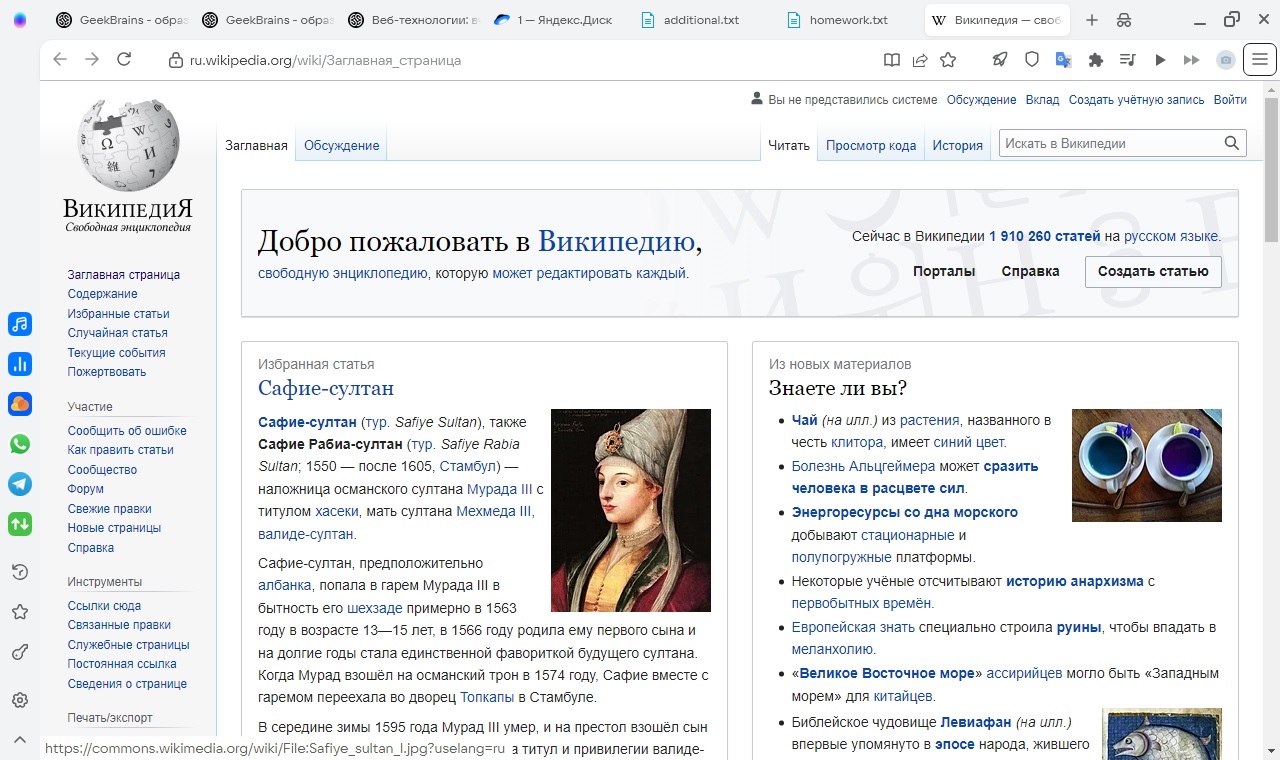 GeekBrains - образ
GeekBrains - образ
Веб-технологии: в
1 — Яндекс.Диск
additional.txt
homework.txt
Википедия — своб
ru.wikipedia.org/wiki/Заглавная_страница
Вы не представились системе Обсуждение Вклад Создать учётную запись Войти
Заглавная Обсуждение Читать Просмотр кода История Искать в Википедии
ВикипедиЯ
Свободная энциклопедия
Заглавная страница
Содержание
Избранные статьи
Случайная статья
Текущие события
Пожертвовать
Участие
Сообщить об ошибке
Как править статьи
Сообщество
Форум
Свежие правки
Новые страницы
Справка
Инструменты
Ссылки сюда
Связанные правки
Служебные страницы
Постоянная ссылка
Сведения о странице
Печать/экспорт
Добро пожаловать в Википедию,
свободную энциклопедию, которую может редактировать каждый.
Сейчас в Википедии 1 910 260 статей на русском языке.
Порталы Справка Создать статью
Избранная статья
Сафие-султан
Сафие-султан (тур. Safiye Sultan), также
Сафие Рабиа-султан (тур. Safiye Rabia
Sultan; 1550 — после 1605, Стамбул) —
наложница османского султана Мурада III с
титулом хасеки, мать султана Мехмеда III,
валиде-султан.
Сафие-султан, предположительно
албанка, попала в гарем Мурада III в
бытность его шехзаде примерно в 1563
году в возрасте 13—15 лет, в 1566 году родила ему первого сына и
на долгие годы стала единственной фавориткой будущего султана.
Когда Мурад взошёл на османский трон в 1574 году, Сафие вместе с
гаремом переехала во дворец Топкапы в Стамбуле.
В середине зимы 1595 года Мурад III умер, и на престол взошёл сын
а титул и привилегии валиде-
Из новых материалов
Знаете ли вы?
Чай (на илл.) из растения, названного в
честь клитора, имеет синий цвет.
Болезнь Альцгеймера может сразить
человека в расцвете сил.
Энергоресурсы со дна морского
добывают стационарные и
полупогружные платформы.
Некоторые учёные отсчитывают историю анархизма с
первобытных времён.
Европейская знать специально строила руины, чтобы впадать в
меланхолию.
«Великое Восточное море» ассирийцев могло быть «Западным
морем» для китайцев.
Библейское чудовище Левиафан (на илл.)
впервые упомянуто в эпосе народа, жившего
https://commons.wikimedia.org/wiki/File:Safiye_sultan_I.jpg?uselang=ru